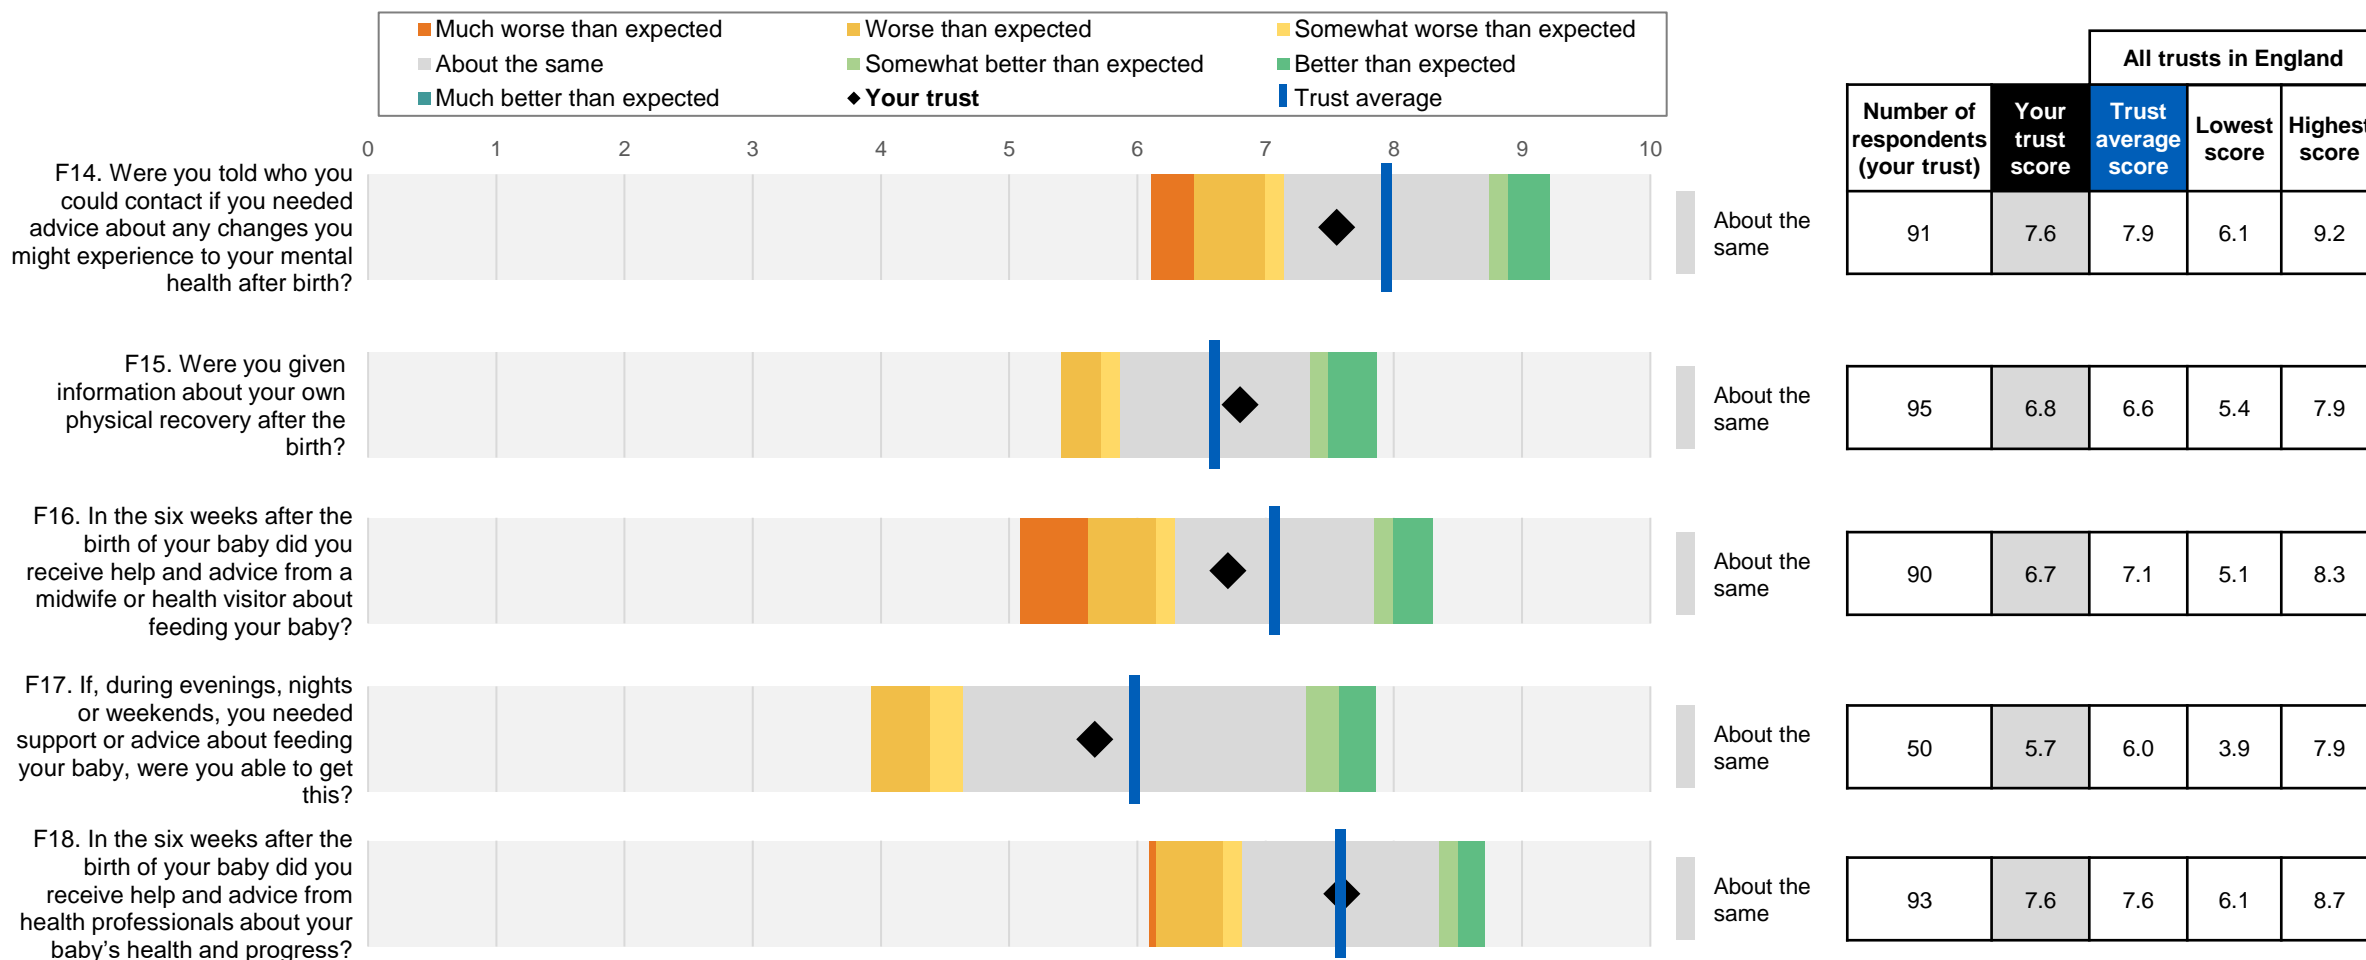 Much worse than expected
Worse than expected
Somewhat worse than expected
About the same
Somewhat better than expected
Better than expected
Much better than expected
Your trust
Trust average
All trusts in England
Number of
respondents
(your trust)
Your
trust
score
Trust
average
score
Lowest
score
Highest
score
0 1 2 3 4 5 6 7 8 9 10
F14. Were you told who you
could contact if you needed
advice about any changes you
might experience to your mental
health after birth?
About the
same
91 7.6 7.9 6.1 9.2
F15. Were you given
information about your own
physical recovery after the
birth?
About the
same
95 6.8 6.6 5.4 7.9
F16. In the six weeks after the
birth of your baby did you
receive help and advice from a
midwife or health visitor about
feeding your baby?
About the
same
90 6.7 7.1 5.1 8.3
F17. If, during evenings, nights
or weekends, you needed
support or advice about feeding
your baby, were you able to get
this?
About the
same
50 5.7 6.0 3.9 7.9
F18. In the six weeks after the
birth of your baby did you
receive help and advice from
health professionals about your
baby’s health and progress?
About the
same
93 7.6 7.6 6.1 8.7